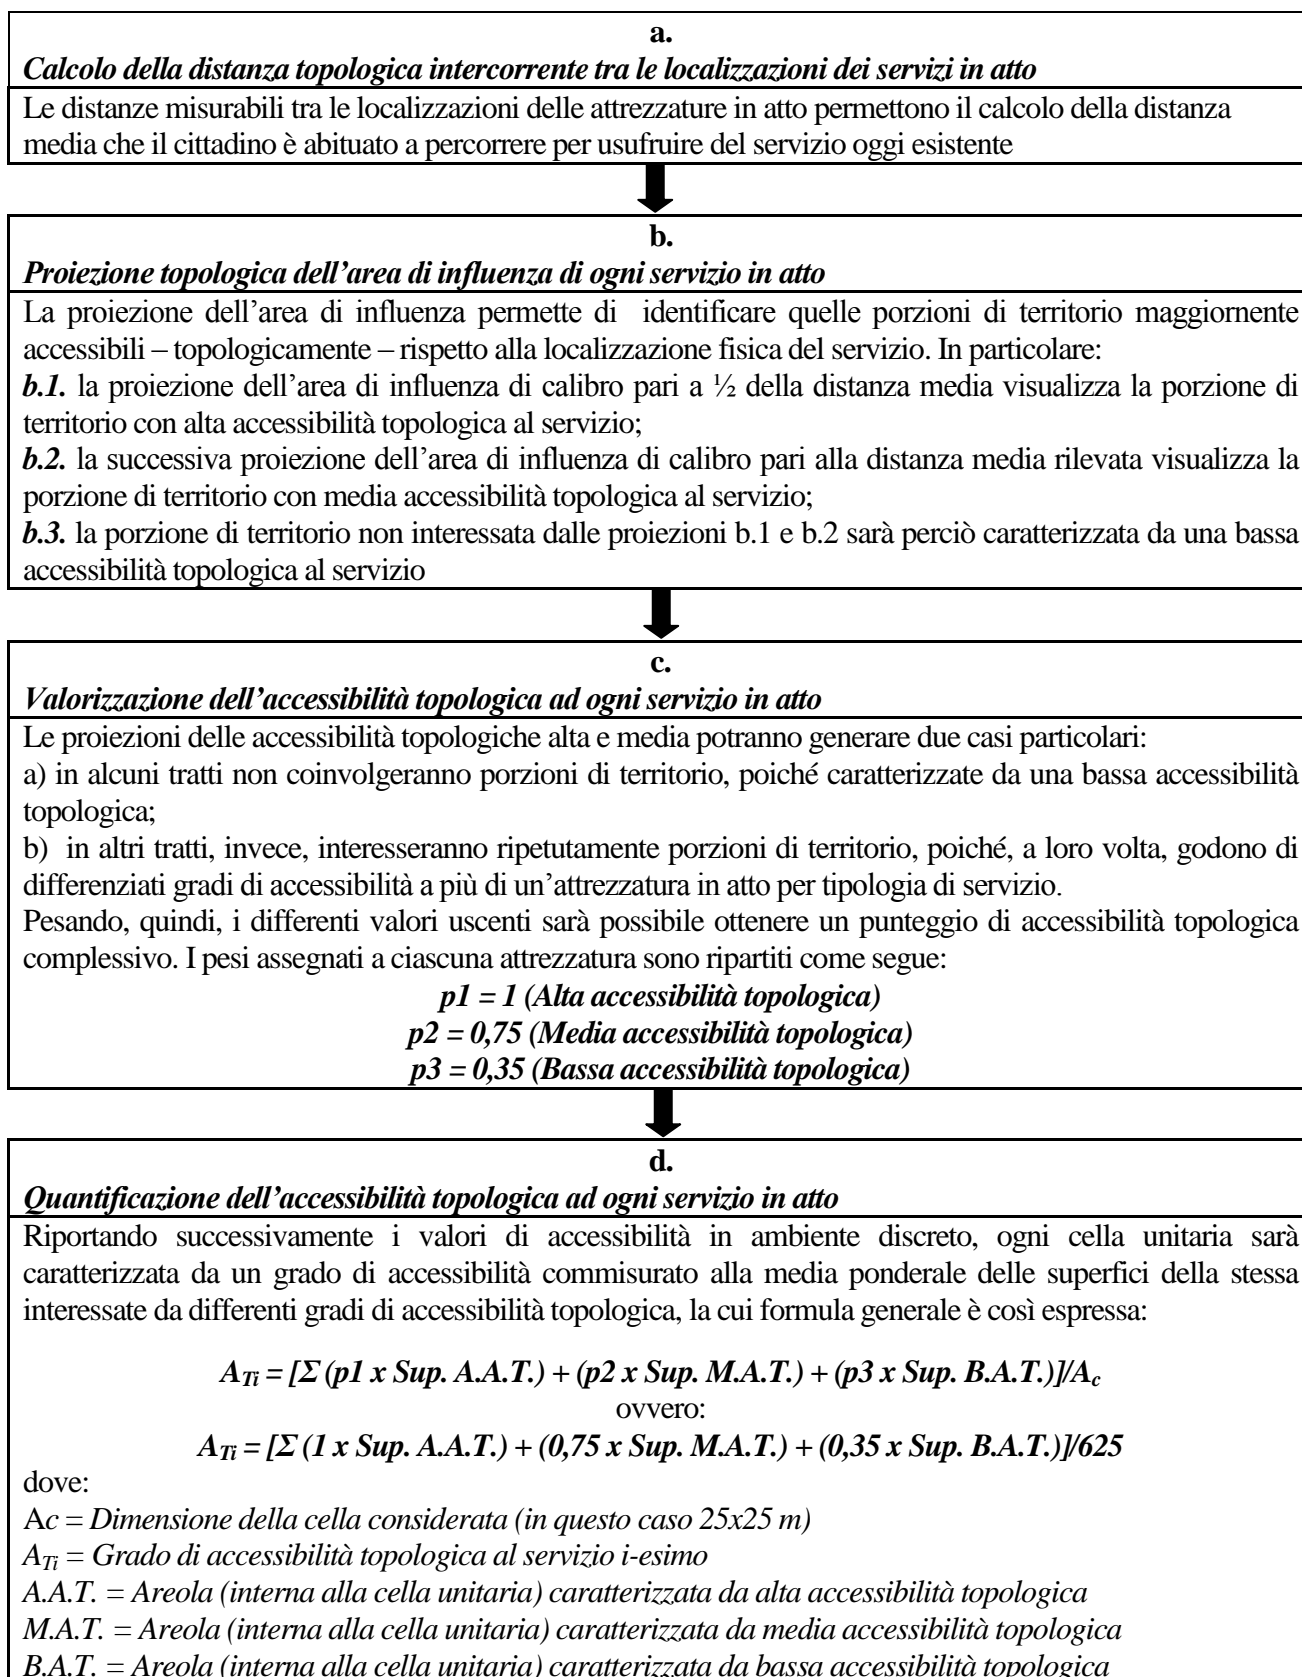 a.
Calcolo della distanza topologica intercorrente tra le localizzazioni dei servizi in atto
Le distanze misurabili tra le localizzazioni delle attrezzature in atto permettono il calcolo della distanza
media che il cittadino è abituato a percorrere per usufruire del servizio oggi esistente
b.
Proiezione topologica dell’area di influenza di ogni servizio in atto
La proiezione dell’area di influenza permette di identificare quelle porzioni di territorio maggiornente
accessibili – topologicamente – rispetto alla localizzazione fisica del servizio. In particolare:
b.1. la proiezione dell’area di influenza di calibro pari a ½ della distanza media visualizza la porzione di
territorio con alta accessibilità topologica al servizio;
b.2. la successiva proiezione dell’area di influenza di calibro pari alla distanza media rilevata visualizza la
porzione di territorio con media accessibilità topologica al servizio;
b.3. la porzione di territorio non interessata dalle proiezioni b.1 e b.2 sarà perciò caratterizzata da una bassa
accessibilità topologica al servizio
c.
Valorizzazione dell’accessibilità topologica ad ogni servizio in atto
Le proiezioni delle accessibilità topologiche alta e media potranno generare due casi particolari:
a) in alcuni tratti non coinvolgeranno porzioni di territorio, poiché caratterizzate da una bassa accessibilità
topologica;
b) in altri tratti, invece, interesseranno ripetutamente porzioni di territorio, poiché, a loro volta, godono di
differenziati gradi di accessibilità a più di un’attrezzatura in atto per tipologia di servizio.
Pesando, quindi, i differenti valori uscenti sarà possibile ottenere un punteggio di accessibilità topologica
complessivo. I pesi assegnati a ciascuna attrezzatura sono ripartiti come segue:
p1 = 1 (Alta accessibilità topologica)
p2 = 0,75 (Media accessibilità topologica)
p3 = 0,35 (Bassa accessibilità topologica)
d.
Quantificazione dell’accessibilità topologica ad ogni servizio in atto
Riportando successivamente i valori di accessibilità in ambiente discreto, ogni cella unitaria sarà
caratterizzata da un grado di accessibilità commisurato alla media ponderale delle superfici della stessa
interessate da differenti gradi di accessibilità topologica, la cui formula generale è così espressa:
A_Ti = [Σ (p1 x Sup. A.A.T.) + (p2 x Sup. M.A.T.) + (p3 x Sup. B.A.T.)]/A_c
ovvero:
A_Ti = [Σ (1 x Sup. A.A.T.) + (0,75 x Sup. M.A.T.) + (0,35 x Sup. B.A.T.)]/625
dove:
Ac = Dimensione della cella considerata (in questo caso 25x25 m)
A_Ti = Grado di accessibilità topologica al servizio i-esimo
A.A.T. = Areola (interna alla cella unitaria) caratterizzata da alta accessibilità topologica
M.A.T. = Areola (interna alla cella unitaria) caratterizzata da media accessibilità topologica
B.A.T. = Areola (interna alla cella unitaria) caratterizzata da bassa accessibilità topologica